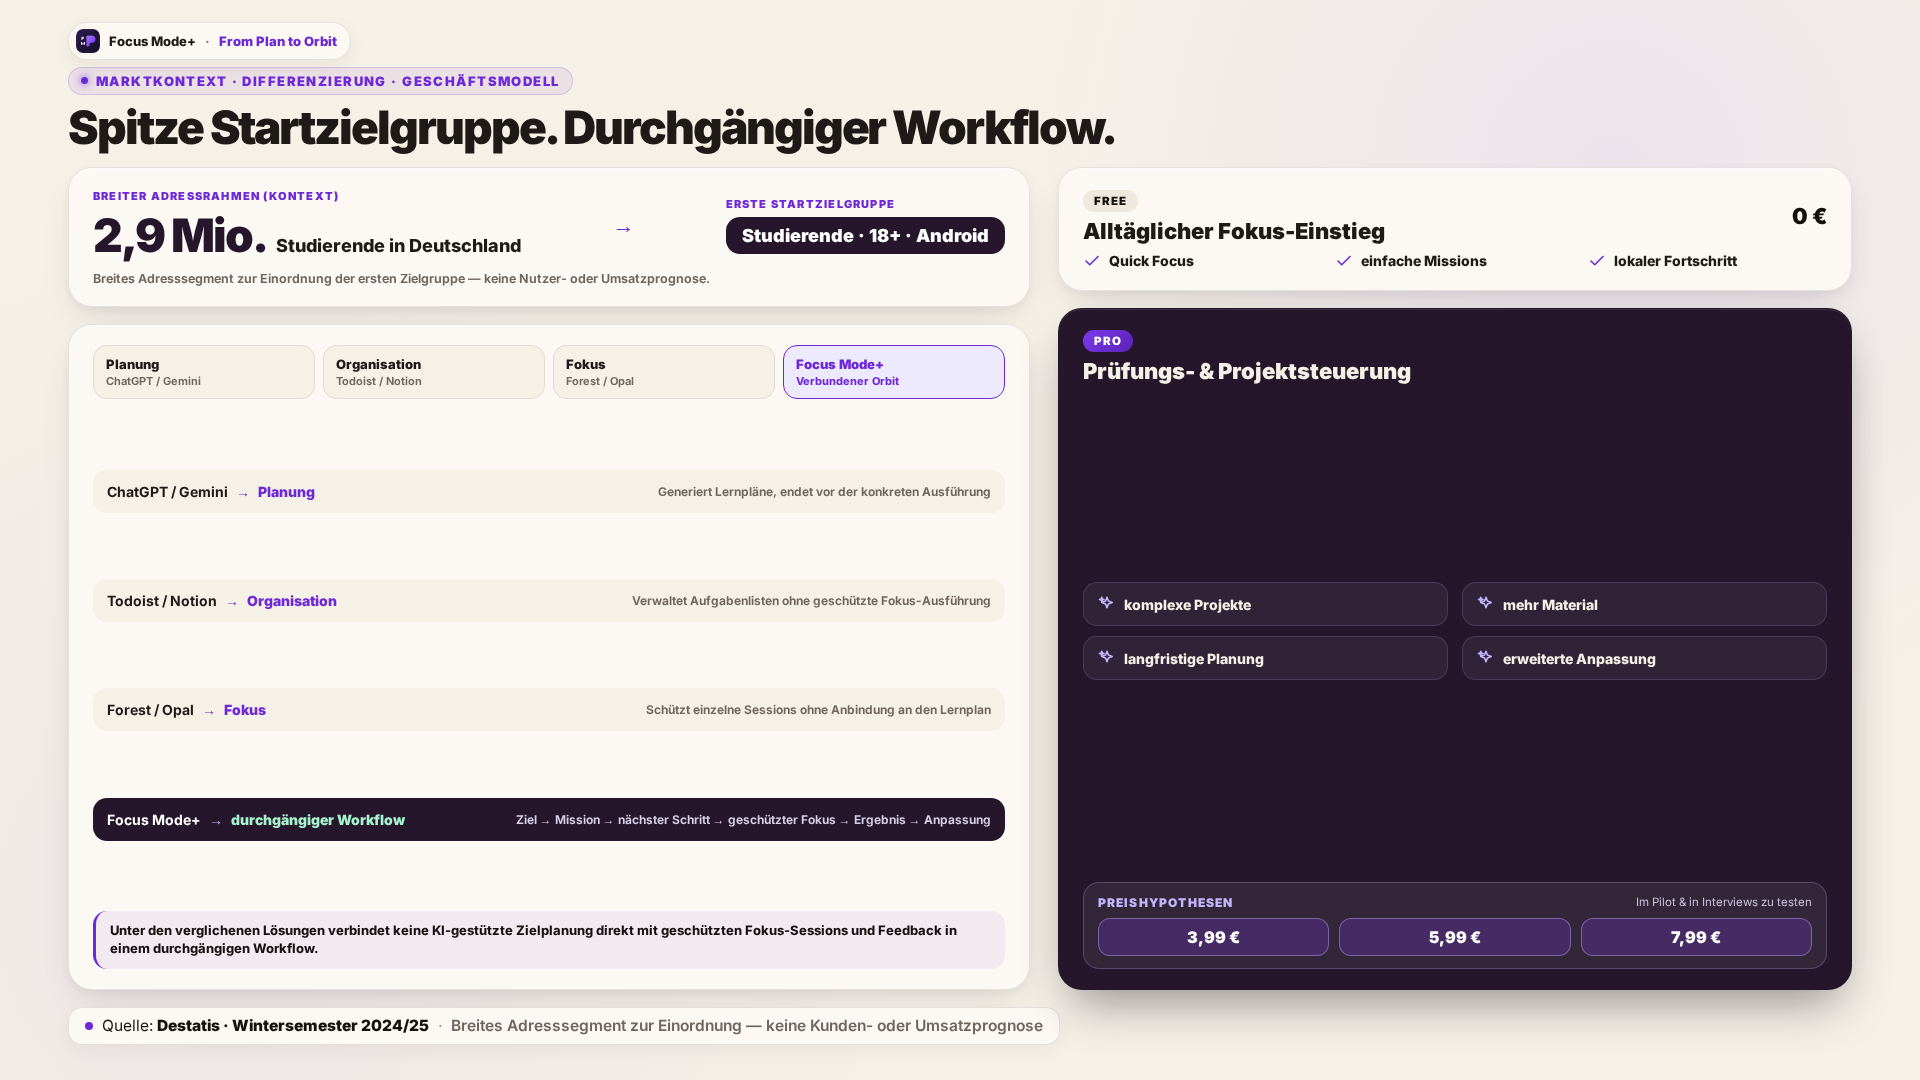 Focus Mode+ · From Plan to Orbit
MARKTKONTEXT · DIFFERENZIERUNG · GESCHÄFTSMODELL
Spitze Startzielgruppe. Durchgängiger Workflow.
BREITER ADRESSRAHMEN (KONTEXT)
2,9 Mio. Studierende in Deutschland
→
ERSTE STARTZIELGRUPPE
Studierende · 18+ · Android
Breites Adresssegment zur Einordnung der ersten Zielgruppe — keine Nutzer- oder Umsatzprognose.
Planung
ChatGPT / Gemini
Organisation
Todoist / Notion
Fokus
Forest / Opal
Focus Mode+
Verbundener Orbit
ChatGPT / Gemini → Planung
Generiert Lernpläne, endet vor der konkreten Ausführung
Todoist / Notion → Organisation
Verwaltet Aufgabenlisten ohne geschützte Fokus-Ausführung
Forest / Opal → Fokus
Schützt einzelne Sessions ohne Anbindung an den Lernplan
Focus Mode+ → durchgängiger Workflow
Ziel → Mission → nächster Schritt → geschützter Fokus → Ergebnis → Anpassung
Unter den verglichenen Lösungen verbindet keine KI-gestützte Zielplanung direkt mit geschützten Fokus-Sessions und Feedback in
einem durchgängigen Workflow.
FREE
Alltäglicher Fokus-Einstieg
0 €
Quick Focus
einfache Missions
lokaler Fortschritt
PRO
Prüfungs- & Projektsteuerung
komplexe Projekte
mehr Material
langfristige Planung
erweiterte Anpassung
PREISHYPOTHESEN
Im Pilot & in Interviews zu testen
3,99 €
5,99 €
7,99 €
Quelle: Destatis · Wintersemester 2024/25 · Breites Adresssegment zur Einordnung — keine Kunden- oder Umsatzprognose